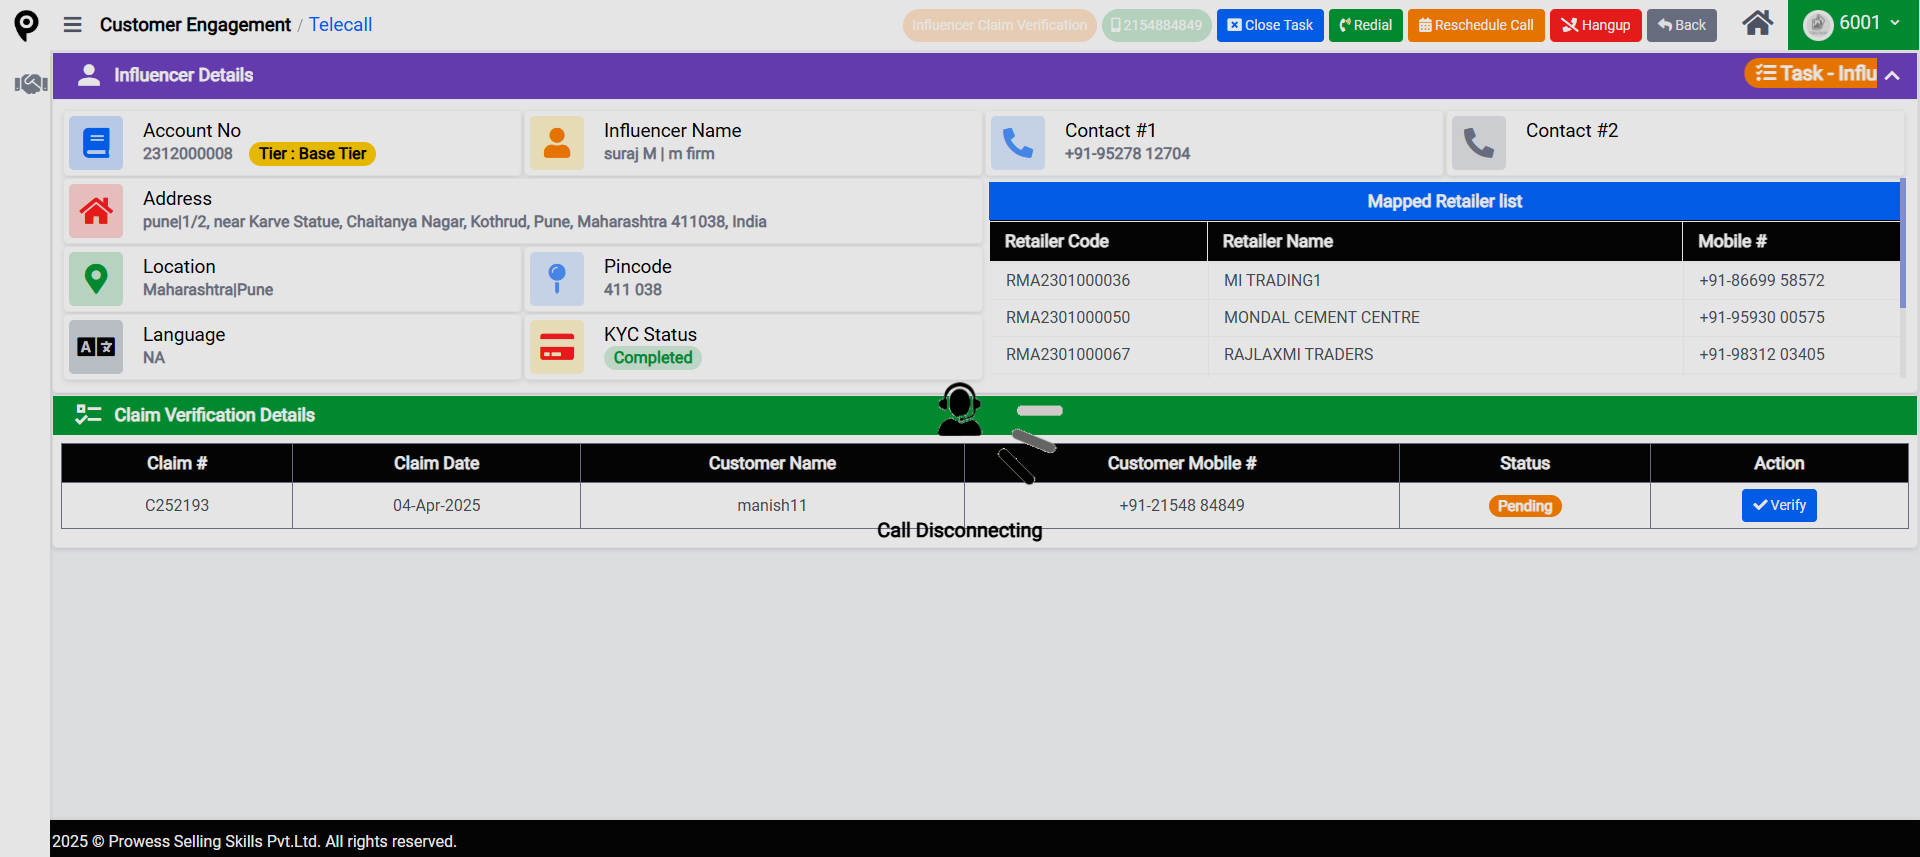 Customer Engagement / Telecall
Influencer Claim Verification
2154884849
Close Task
Redial
Reschedule Call
Hangup
Back
6001
Influencer Details
Task - Influ
Account No
2312000008
Tier : Base Tier
Influencer Name
suraj M | m firm
Contact #1
+91-95278 12704
Contact #2
Address
pune|1/2, near Karve Statue, Chaitanya Nagar, Kothrud, Pune, Maharashtra 411038, India
Mapped Retailer list
Retailer Code Retailer Name Mobile #
RMA2301000036 MI TRADING1 +91-86699 58572
RMA2301000050 MONDAL CEMENT CENTRE +91-95930 00575
RMA2301000067 RAJLAXMI TRADERS +91-98312 03405
Location
Maharashtra|Pune
Pincode
411 038
Language
NA
KYC Status
Completed
Claim Verification Details
Claim # Claim Date Customer Name Customer Mobile # Status Action
C252193 04-Apr-2025 manish11 +91-21548 84849 Pending Verify
Call Disconnecting
2025 © Prowess Selling Skills Pvt.Ltd. All rights reserved.